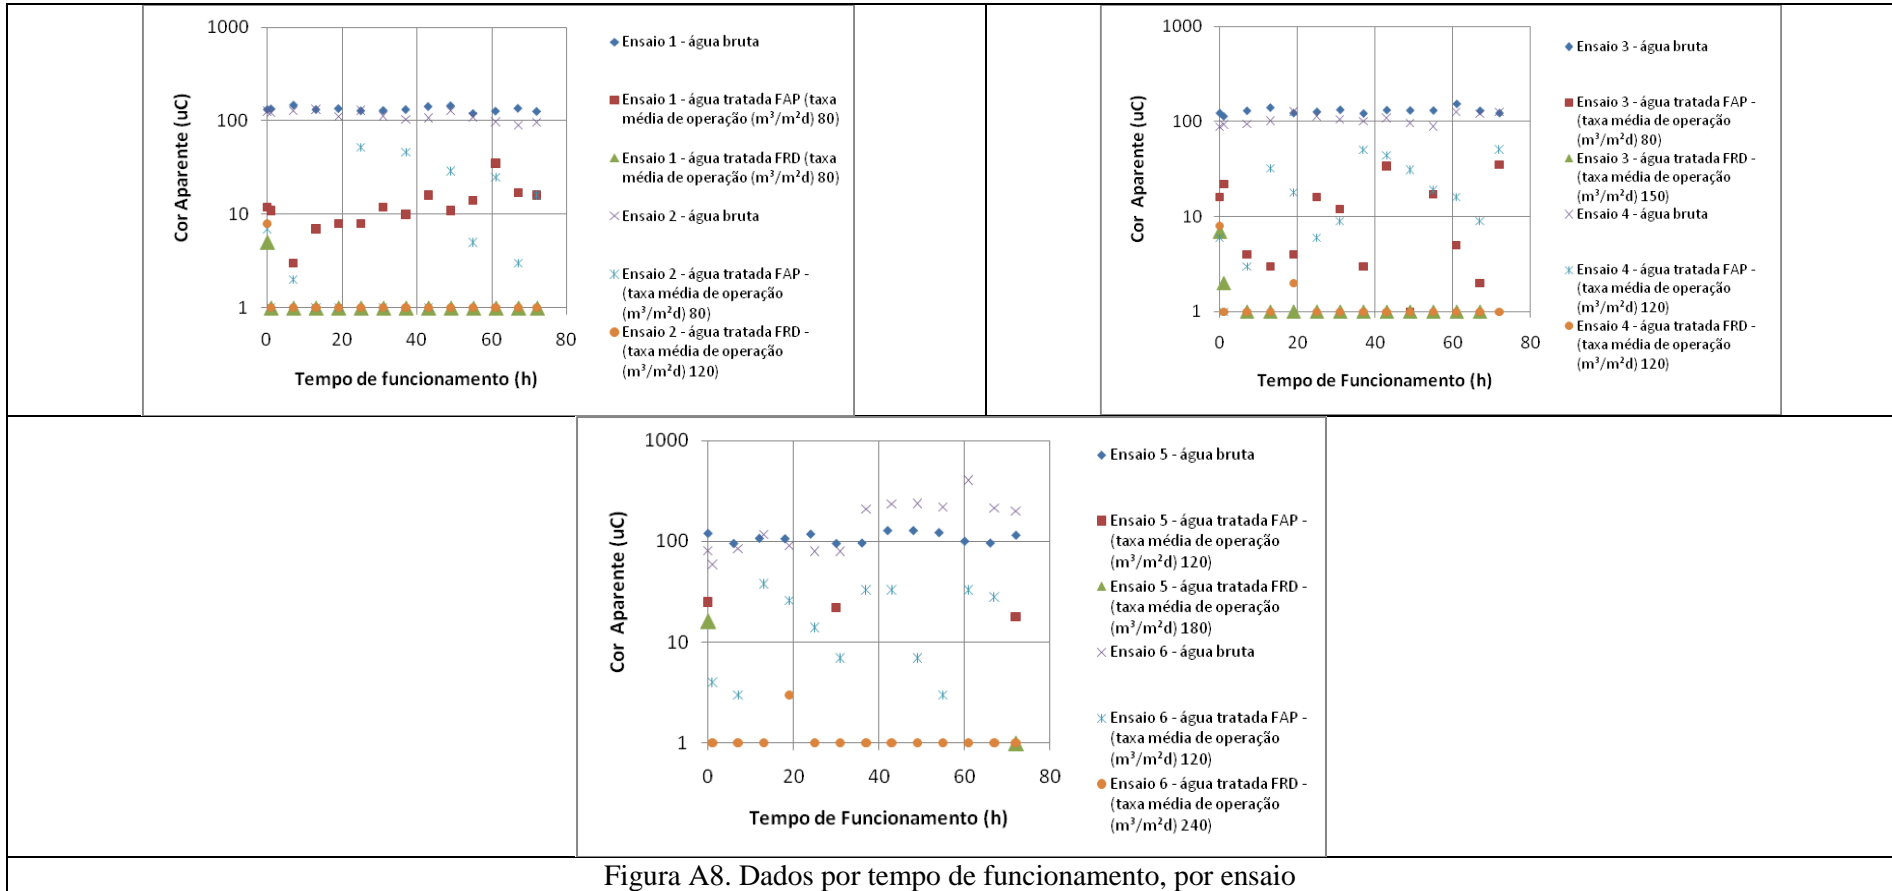 1000
100
10
1
0 20 40 60 80
Cor Aparente (uC)
Tempo de funcionamento (h)
Ensaio 1 - água bruta
Ensaio 1 - água tratada FAP (taxa
média de operação (m³/m²d) 80)
Ensaio 1 - água tratada FRD (taxa
média de operação (m³/m²d) 80)
Ensaio 2 - água bruta
Ensaio 2 - água tratada FAP -
(taxa média de operação
(m³/m²d) 80)
Ensaio 2 - água tratada FRD -
(taxa média de operação
(m³/m²d) 120)
1000
100
10
1
0 20 40 60 80
Cor Aparente (uC)
Tempo de Funcionamento (h)
Ensaio 3 - água bruta
Ensaio 3 - água tratada FAP -
(taxa média de operação
(m³/m²d) 80)
Ensaio 3 - água tratada FRD -
(taxa média de operação
(m³/m²d) 150)
Ensaio 4 - água bruta
Ensaio 4 - água tratada FAP -
(taxa média de operação
(m³/m²d) 120)
Ensaio 4 - água tratada FRD -
(taxa média de operação
(m³/m²d) 120)
1000
100
10
1
0 20 40 60 80
Cor Aparente (uC)
Tempo de Funcionamento (h)
Ensaio 5 - água bruta
Ensaio 5 - água tratada FAP -
(taxa média de operação
(m³/m²d) 120)
Ensaio 5 - água tratada FRD -
(taxa média de operação
(m³/m²d) 180)
Ensaio 6 - água bruta
Ensaio 6 - água tratada FAP -
(taxa média de operação
(m³/m²d) 120)
Ensaio 6 - água tratada FRD -
(taxa média de operação
(m³/m²d) 240)
Figura A8. Dados por tempo de funcionamento, por ensaio